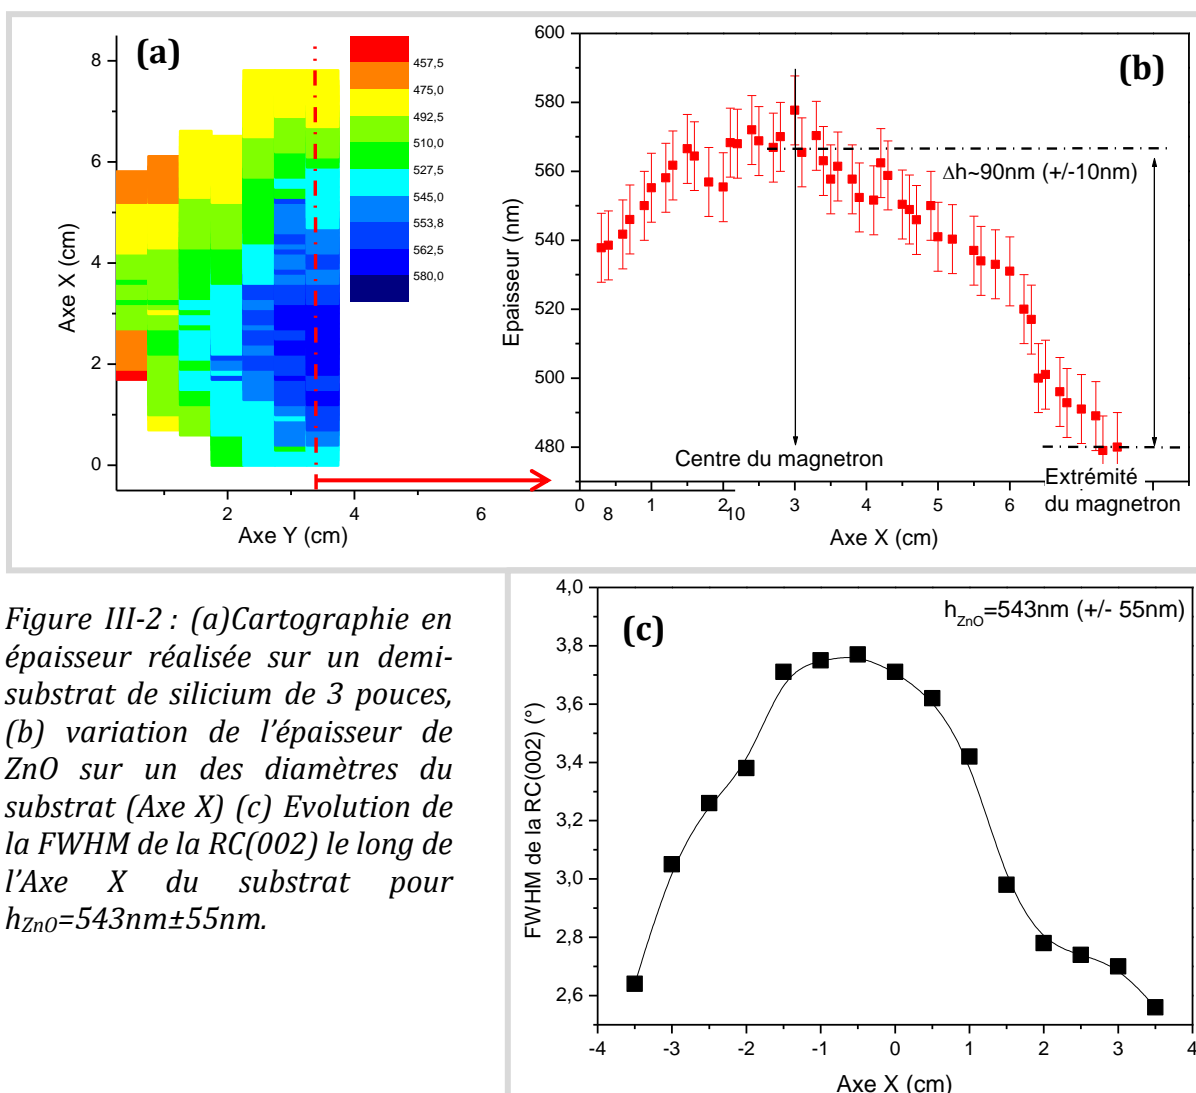 (a)
8
6
4
2
0
Axe X (cm)
2
4
6
8
10
Axe Y (cm)
457,5
475,0
492,5
510,0
527,5
545,0
553,8
562,5
580,0
(b)
600
580
560
540
520
500
480
Epaisseur (nm)
Δh~90nm (+/-10nm)
Centre du magnetron
Extrémité
du magnetron
0
1
2
3
4
5
6
Axe X (cm)
Figure III-2 : (a)Cartographie en
épaisseur réalisée sur un demi-
substrat de silicium de 3 pouces,
(b) variation de l'épaisseur de
ZnO sur un des diamètres du
substrat (Axe X) (c) Evolution de
la FWHM de la RC(002) le long de
l'Axe X du substrat pour
hZnO=543nm±55nm.
(c)
hZnO=543nm (+/- 55nm)
4,0
3,8
3,6
3,4
3,2
3,0
2,8
2,6
FWHM de la RC(002) (°)
-4
-3
-2
-1
0
1
2
3
4
Axe X (cm)